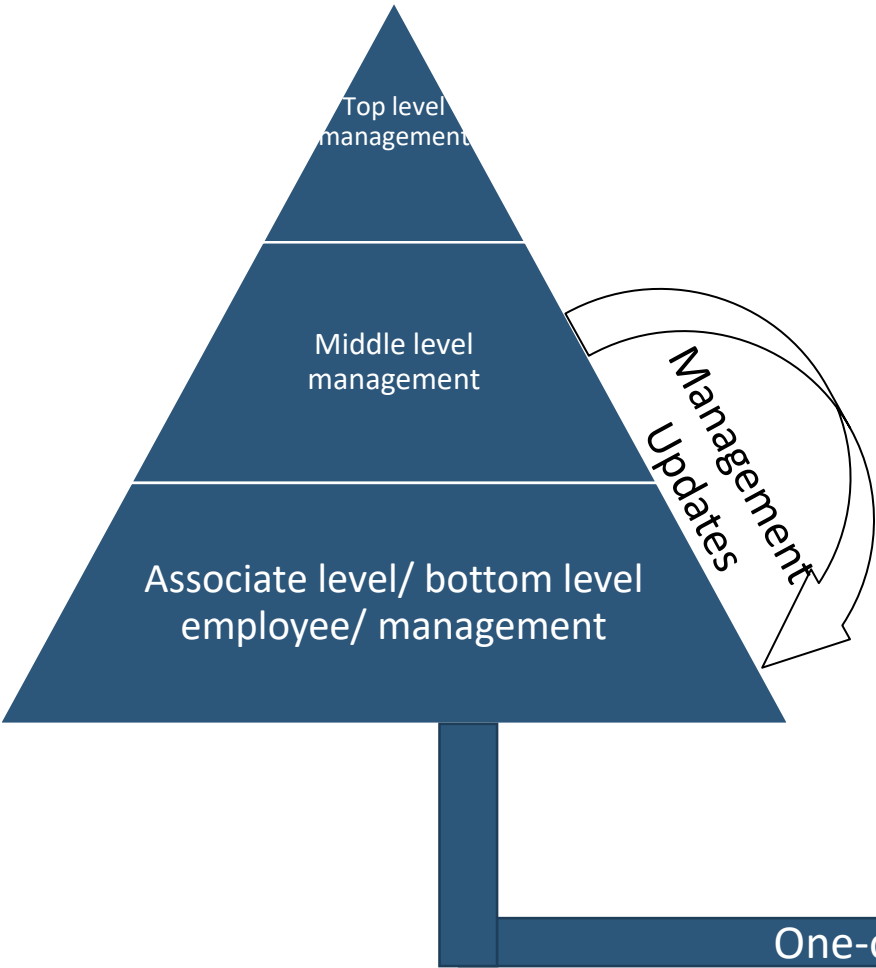 Top level
management
Middle level
management
Management
Updates
Associate level/ bottom level
employee/ management